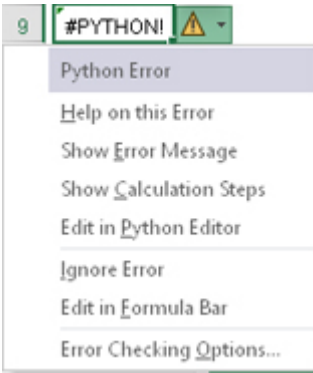 9 #PYTHON!
Python Error
Help on this Error
Show Error Message
Show Calculation Steps
Edit in Python Editor
Ignore Error
Edit in Formula Bar
Error Checking Options...